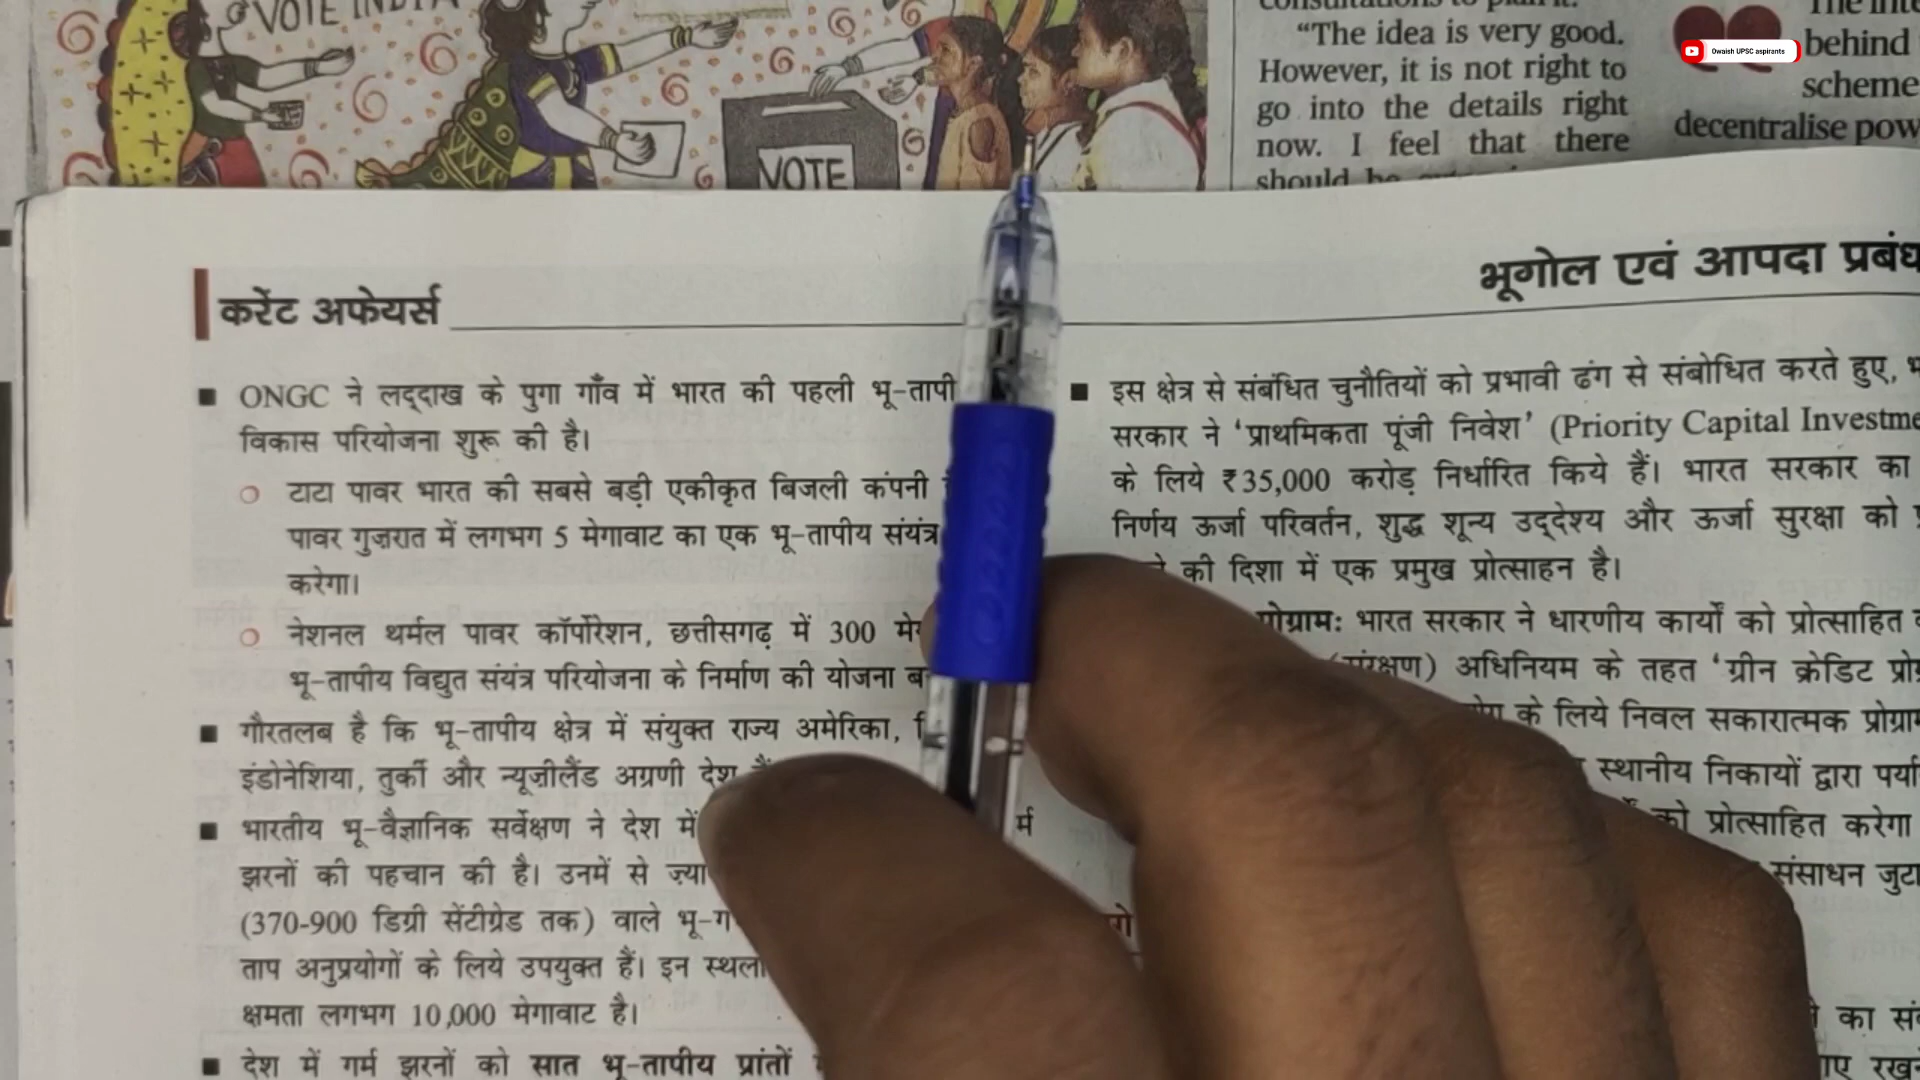 VOTE INDIA
VOTE
"The idea is very good.
However, it is not right to
go into the details right
now. I feel that there
should be
behind
scheme
decentralise pow
Owaish UPSC aspirants
करेंट अफेयर्स
भूगोल एवं आपदा
ONGC ने लद्दाख के पुगा गाँव में भारत की पहली भू-तापी
विकास परियोजना शुरू की है।
टाटा पावर भारत की सबसे बड़ी एकीकृत बिजली कंपनी
पावर गुज़रात में लगभग 5 मेगावाट का एक भू-तापीय संयंत्र
करेगा।
नेशनल थर्मल पावर कॉर्पोरेशन, छत्तीसगढ़ में 300
भू-तापीय विद्युत संयंत्र परियोजना के निर्माण की योजना
गौरतलब है कि भू-तापीय क्षेत्र में संयुक्त राज्य अमेरिका,
इंडोनेशिया, तुर्की और न्यूज़ीलैंड अग्रणी देश
भारतीय भू-वैज्ञानिक सर्वेक्षण ने देश में
झरनों की पहचान की है। उनमें से
(370-900 डिग्री सेंटीग्रेड तक) वाले
ताप अनुप्रयोगों के लिये उपयुक्त हैं। इन
क्षमता लगभग 10,000 मेगावाट है।
देश में गर्म झरनों को सात भू-तापीय प्रांतों
इस क्षेत्र से संबंधित चुनौतियों को प्रभावी ढंग से संबोधित करते हुए,
सरकार ने 'प्राथमिकता पूंजी निवेश' (Priority Capital Investme
के लिये ₹35,000 करोड़ निर्धारित किये हैं। भारत सरकार का
निर्णय ऊर्जा परिवर्तन, शुद्ध शून्य उद्देश्य और ऊर्जा सुरक्षा को
की दिशा में एक प्रमुख प्रोत्साहन है।
भारत सरकार ने धारणीय कार्यों को प्रोत्साहित
अधिनियम के तहत 'ग्रीन क्रेडिट
के लिये निवल सकारात्मक
स्थानीय निकायों द्वारा
प्रोत्साहित करेगा
संसाधन
का